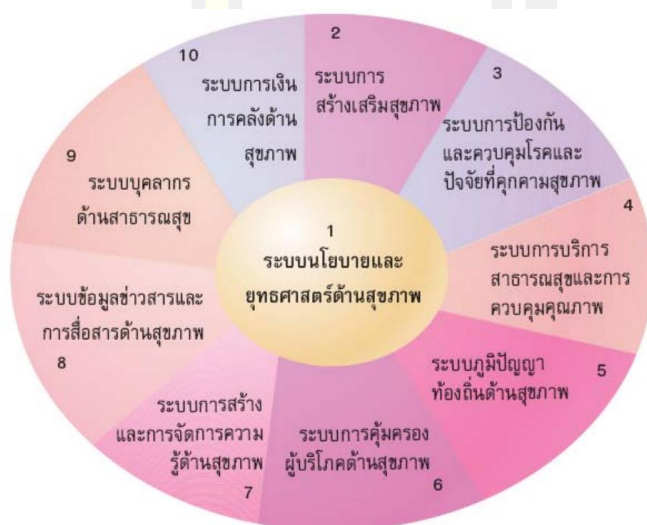 1
ระบบนโยบายและ
ยุทธศาสตร์ด้านสุขภาพ
2
ระบบการ
สร้างเสริมสุขภาพ
3
ระบบการป้องกัน
และควบคุมโรคและ
ปัจจัยที่คุกคามสุขภาพ
4
ระบบการบริการ
สาธารณสุขและการ
ควบคุมคุณภาพ
5
ระบบภูมิปัญญา
ท้องถิ่นด้านสุขภาพ
ระบบการคุ้มครอง
ผู้บริโภคด้านสุขภาพ
6
ระบบการสร้าง
และการจัดการความ
รู้ด้านสุขภาพ
7
ระบบข้อมูลข่าวสารและ
การสื่อสารด้านสุขภาพ
8
9
ระบบบุคลากร
ด้านสาธารณสุข
10
ระบบการเงิน
การคลังด้าน
สุขภาพ